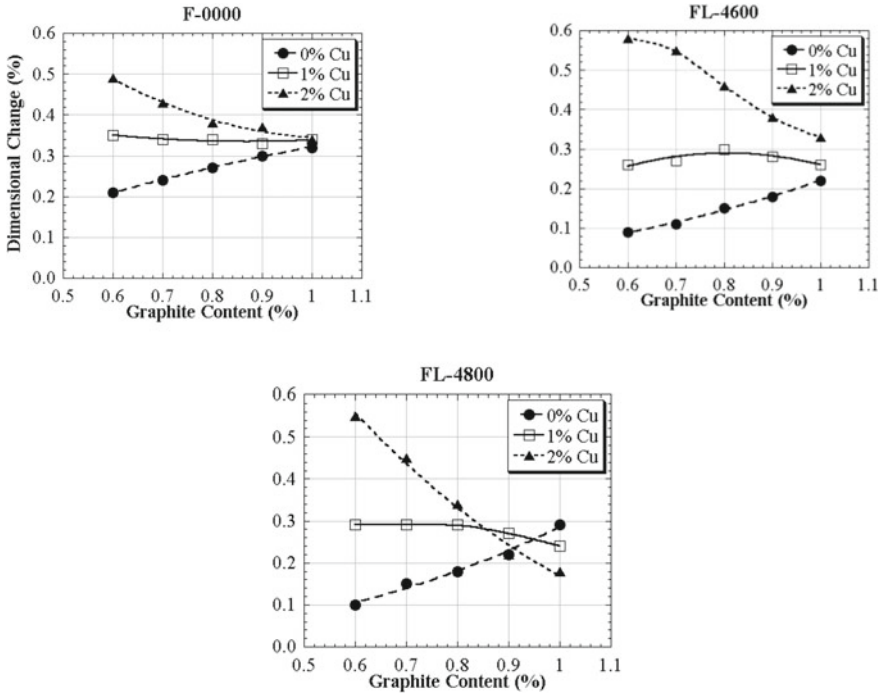 F-0000
0.6
0.5
0.4
0.3
0.2
0.1
0.0
Dimensional Change (%)
0% Cu
1% Cu
2% Cu
0.5 0.6 0.7 0.8 0.9 1 1.1
Graphite Content (%)
FL-4600
0.6
0.5
0.4
0.3
0.2
0.1
0.0
0% Cu
1% Cu
2% Cu
0.5 0.6 0.7 0.8 0.9 1 1.1
Graphite Content (%)
FL-4800
0.6
0.5
0.4
0.3
0.2
0.1
0.0
0% Cu
1% Cu
2% Cu
0.5 0.6 0.7 0.8 0.9 1 1.1
Graphite Content (%)